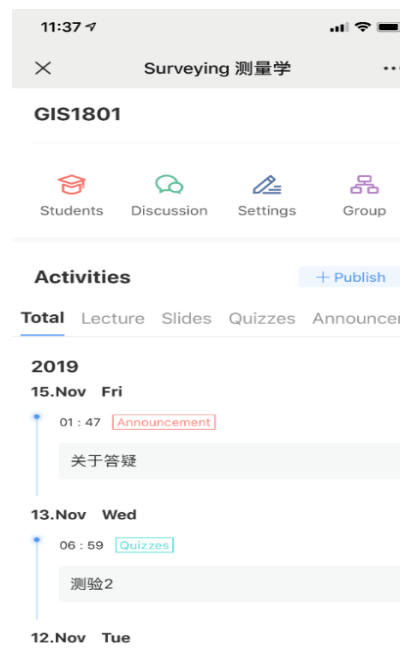 11:37
Surveying 测量学
GIS1801
Students Discussion Settings Group
Activities
+ Publish
Total Lecture Slides Quizzes Announcer
2019
15.Nov Fri
01 : 47 Announcement
关于答疑
13.Nov Wed
06 : 59 Quizzes
测验2
12.Nov Tue